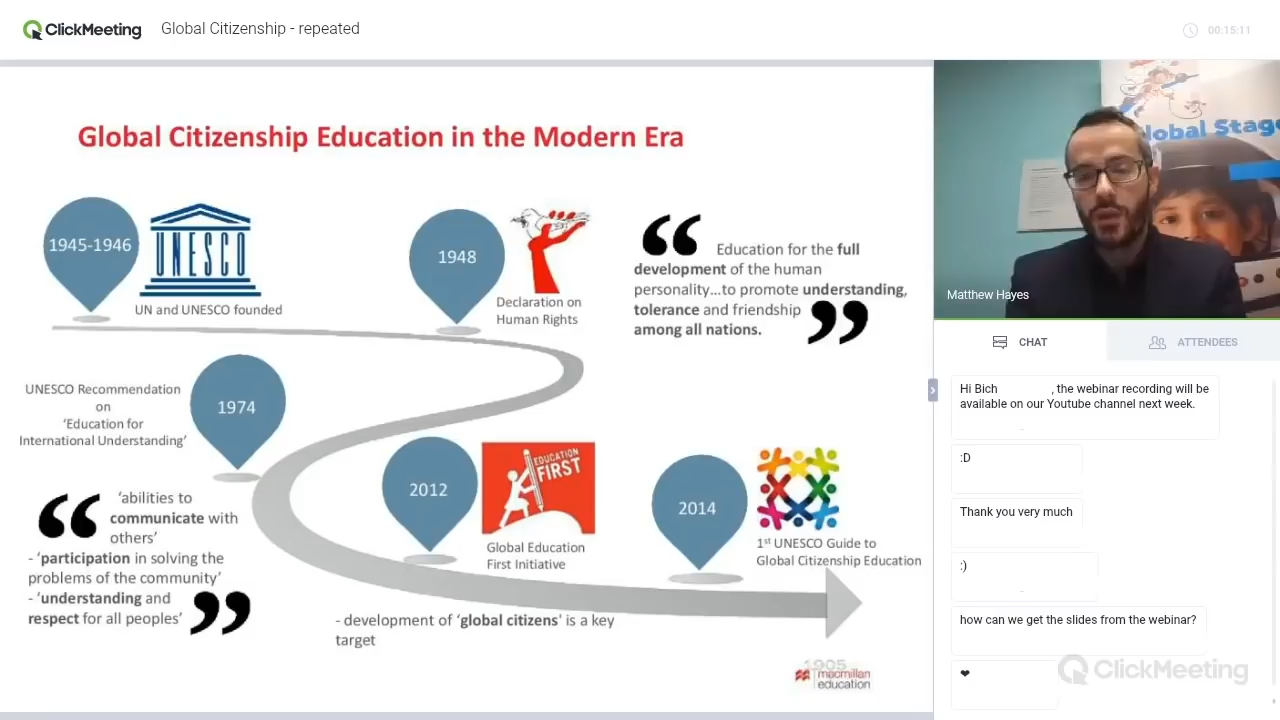 ClickMeeting
Global Citizenship - repeated
00:15:11
Global Citizenship Education in the Modern Era
1945-1946
UNESCO
UN and UNESCO founded
1948
Declaration on
Human Rights
Education for the full
development of the human
personality…to promote understanding,
tolerance and friendship
among all nations.
UNESCO Recommendation
on
‘Education for
International Understanding’
1974
‘abilities to
communicate with
others’
- ‘participation in solving the
problems of the community’
- ‘understanding and
respect for all peoples’
2012
EDUCATION
FIRST
Global Education
First Initiative
- development of ‘global citizens’ is a key
target
2014
1st UNESCO Guide to
Global Citizenship Education
1905
macmillan
education
lobal Stage
Matthew Hayes
CHAT
ATTENDEES
Hi Bich , the webinar recording will be
available on our Youtube channel next week.
:D
Thank you very much
:)
how can we get the slides from the webinar?
❤
ClickMeeting